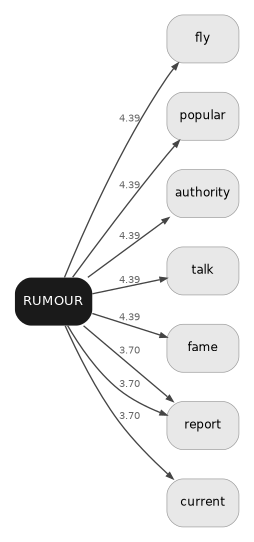 fly
4.39
popular
4.39
authority
4.39
talk
4.39
RUMOUR
4.39
fame
3.70
3.70
report
3.70
current